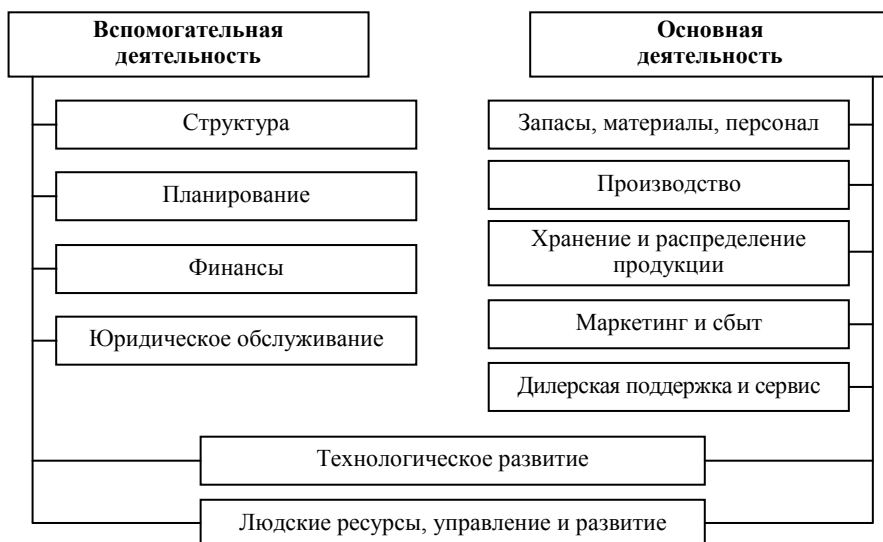 Вспомогательная
деятельность
Структура
Планирование
Финансы
Юридическое обслуживание
Основная
деятельность
Запасы, материалы, персонал
Производство
Хранение и распределение
продукции
Маркетинг и сбыт
Дилерская поддержка и сервис
Технологическое развитие
Людские ресурсы, управление и развитие